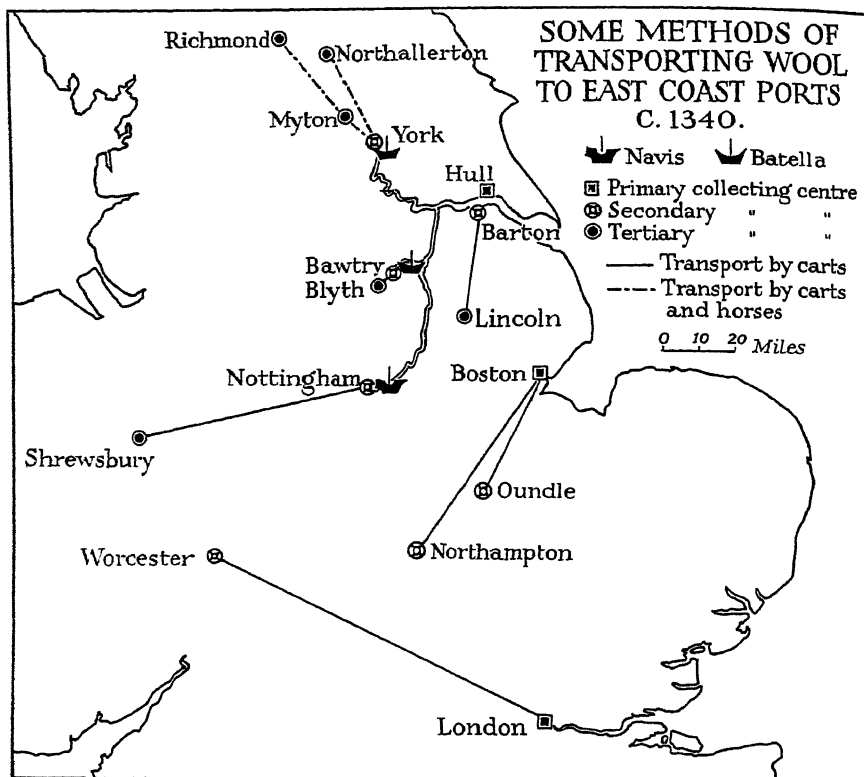 SOME METHODS OF
TRANSPORTING WOOL
TO EAST COAST PORTS
C. 1340.
Navis Batella
Primary collecting centre
Secondary " "
Tertiary " "
Transport by carts
Transport by carts
and horses
0 10 20 Miles
Richmond
Northallerton
Myton
York
Hull
Barton
Bawtry
Blyth
Lincoln
Nottingham
Boston
Shrewsbury
Oundle
Northampton
Worcester
London